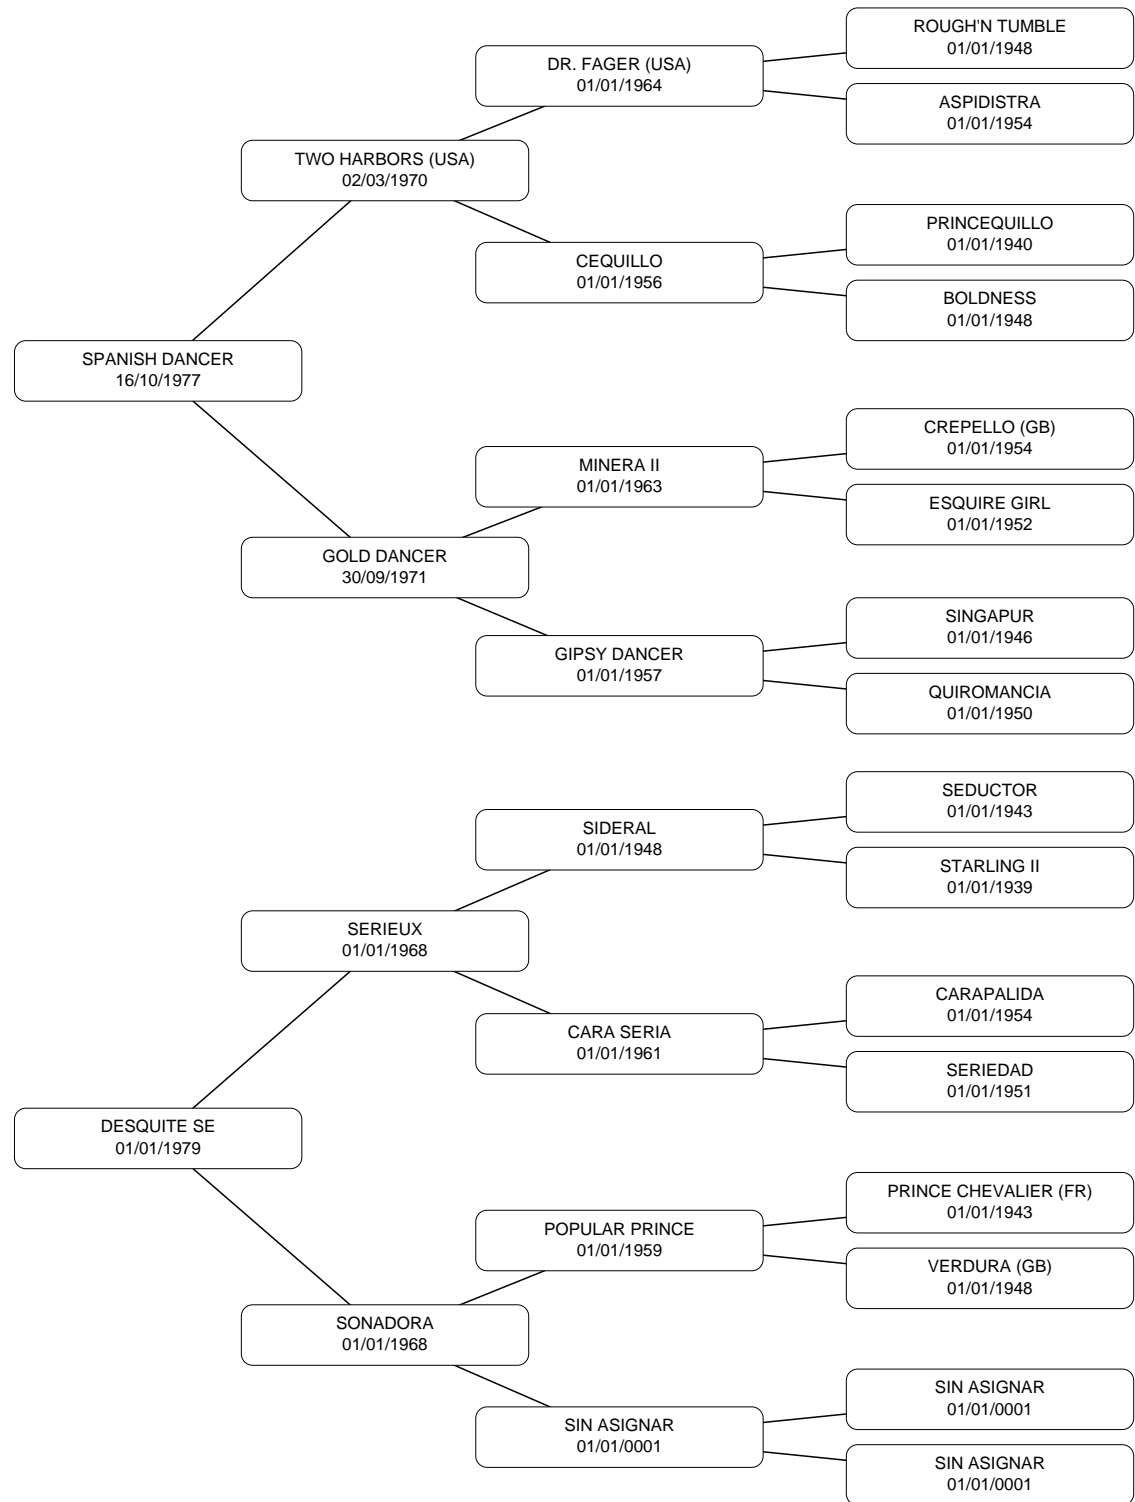 ROUGH'N TUMBLE
01/01/1948
DR. FAGER (USA)
01/01/1964
ASPIDISTRA
01/01/1954
TWO HARBORS (USA)
02/03/1970
PRINCEQUILLO
01/01/1940
CEQUILLO
01/01/1956
BOLDNESS
01/01/1948
SPANISH DANCER
16/10/1977
CREPELLO (GB)
01/01/1954
MINERA II
01/01/1963
ESQUIRE GIRL
01/01/1952
GOLD DANCER
30/09/1971
SINGAPUR
01/01/1946
GIPSY DANCER
01/01/1957
QUIROMANCIA
01/01/1950
SEDUCTOR
01/01/1943
SIDERAL
01/01/1948
STARLING II
01/01/1939
SERIEUX
01/01/1968
CARAPALIDA
01/01/1954
CARA SERIA
01/01/1961
SERIEDAD
01/01/1951
DESQUITE SE
01/01/1979
PRINCE CHEVALIER (FR)
01/01/1943
POPULAR PRINCE
01/01/1959
VERDURA (GB)
01/01/1948
SONADORA
01/01/1968
SIN ASIGNAR
01/01/0001
SIN ASIGNAR
01/01/0001
SIN ASIGNAR
01/01/0001